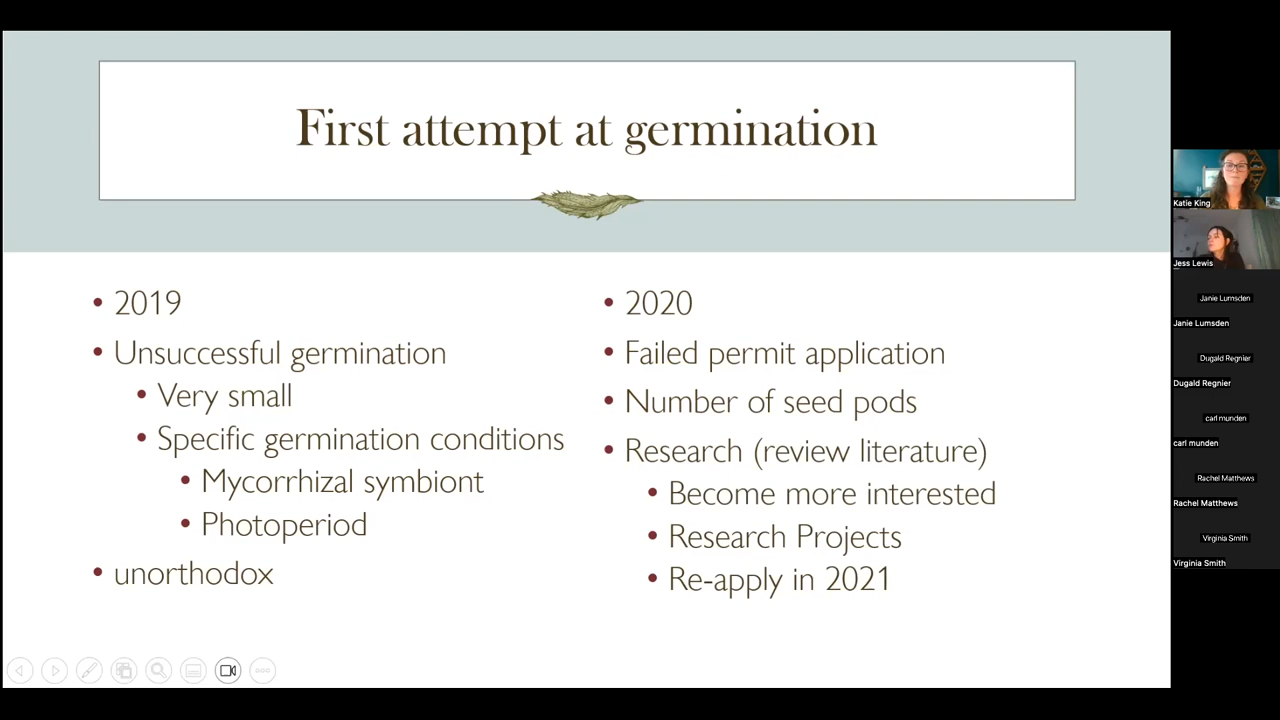 First attempt at germination
• 2019
• Unsuccessful germination
• Very small
• Specific germination conditions
• Mycorrhizal symbiont
• Photoperiod
• unorthodox
• 2020
• Failed permit application
• Number of seed pods
• Research (review literature)
• Become more interested
• Research Projects
• Re-apply in 2021
Katie King
Jess Lewis
Janie Lumsden
Janie Lumsden
Dugald Regnier
Dugald Regnier
carl munden
carl munden
Rachel Matthews
Rachel Matthews
Virginia Smith
Virginia Smith